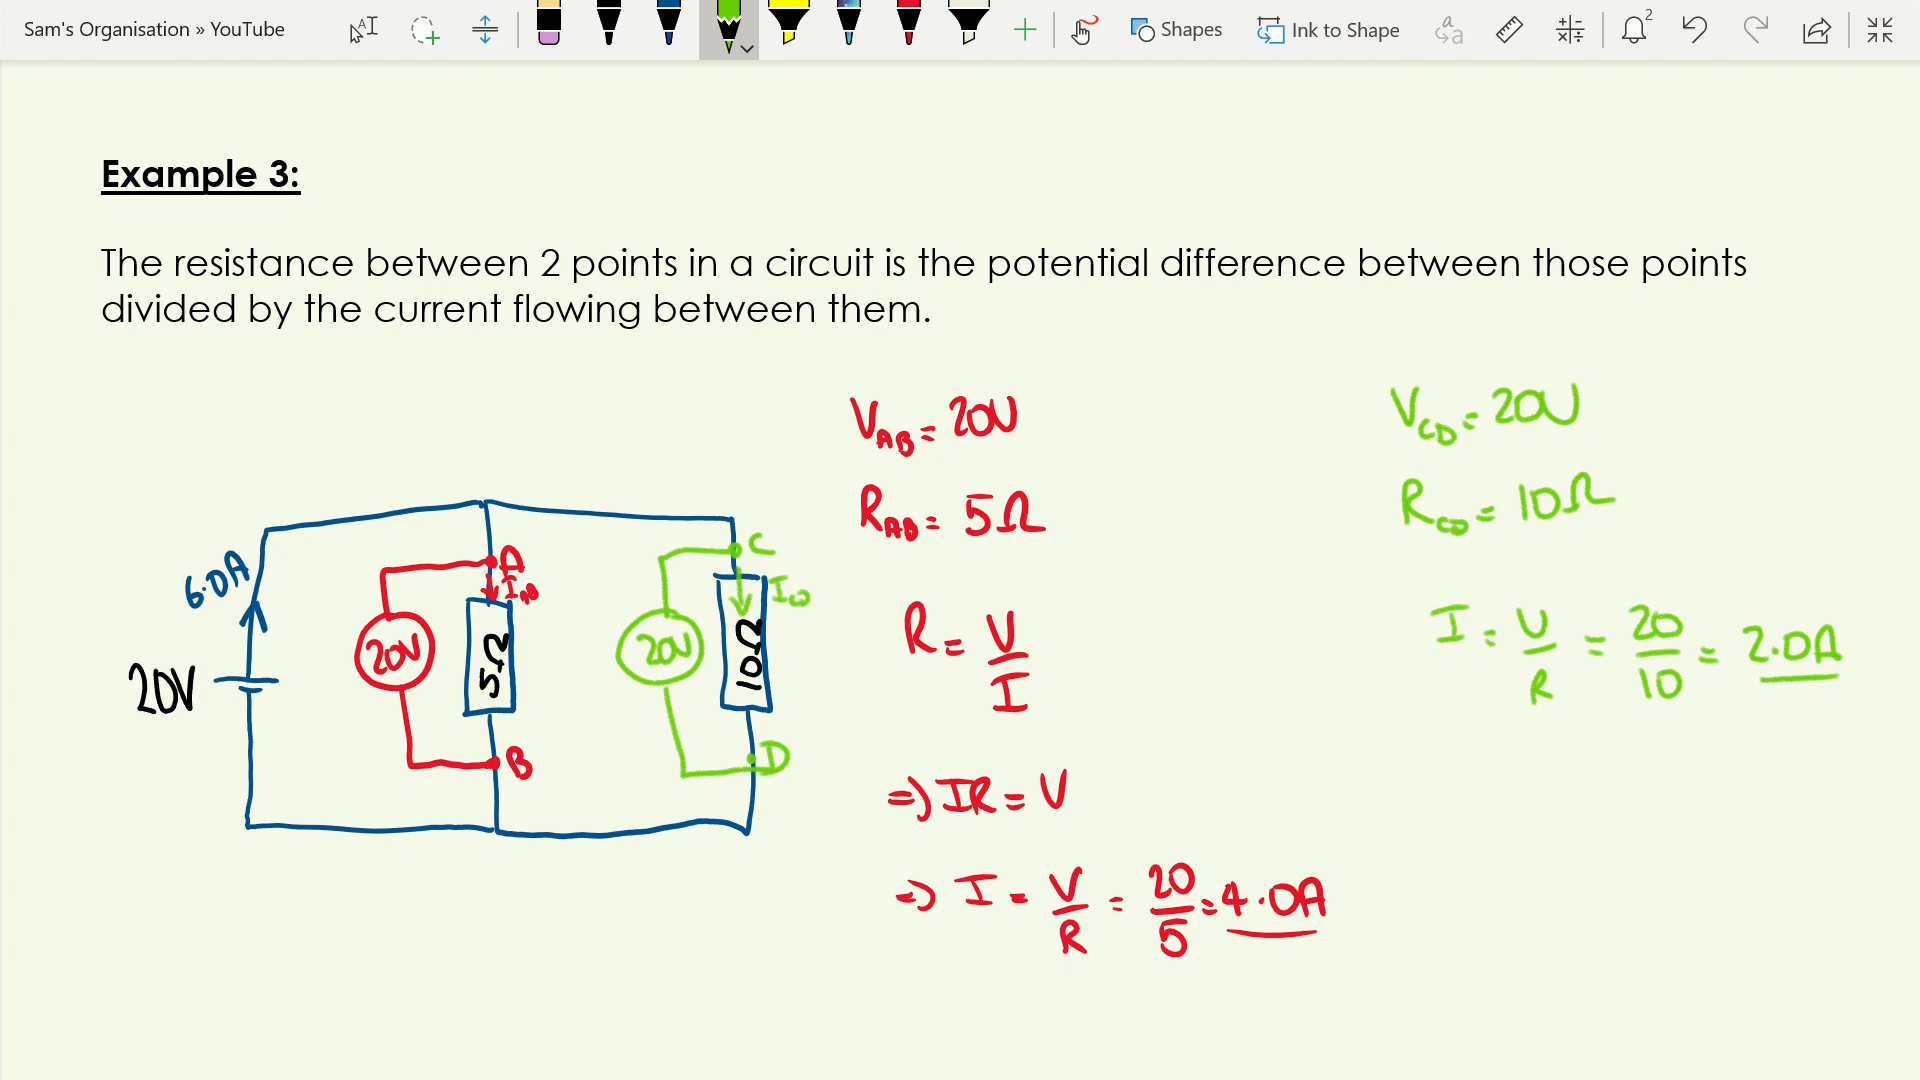 Sam's Organisation » YouTube
Shapes
Ink to Shape
2
Example 3:
The resistance between 2 points in a circuit is the potential difference between those points
divided by the current flowing between them.
6.0A
20V
A
I_AB
20V
5Ω
B
C
I_CD
20V
10Ω
D
V_AB = 20V
R_AB = 5Ω
R = V/I
=> IR = V
=> I = V/R = 20/5 = 4.0A
V_CD = 20V
R_CD = 10Ω
I = V/R = 20/10 = 2.0A